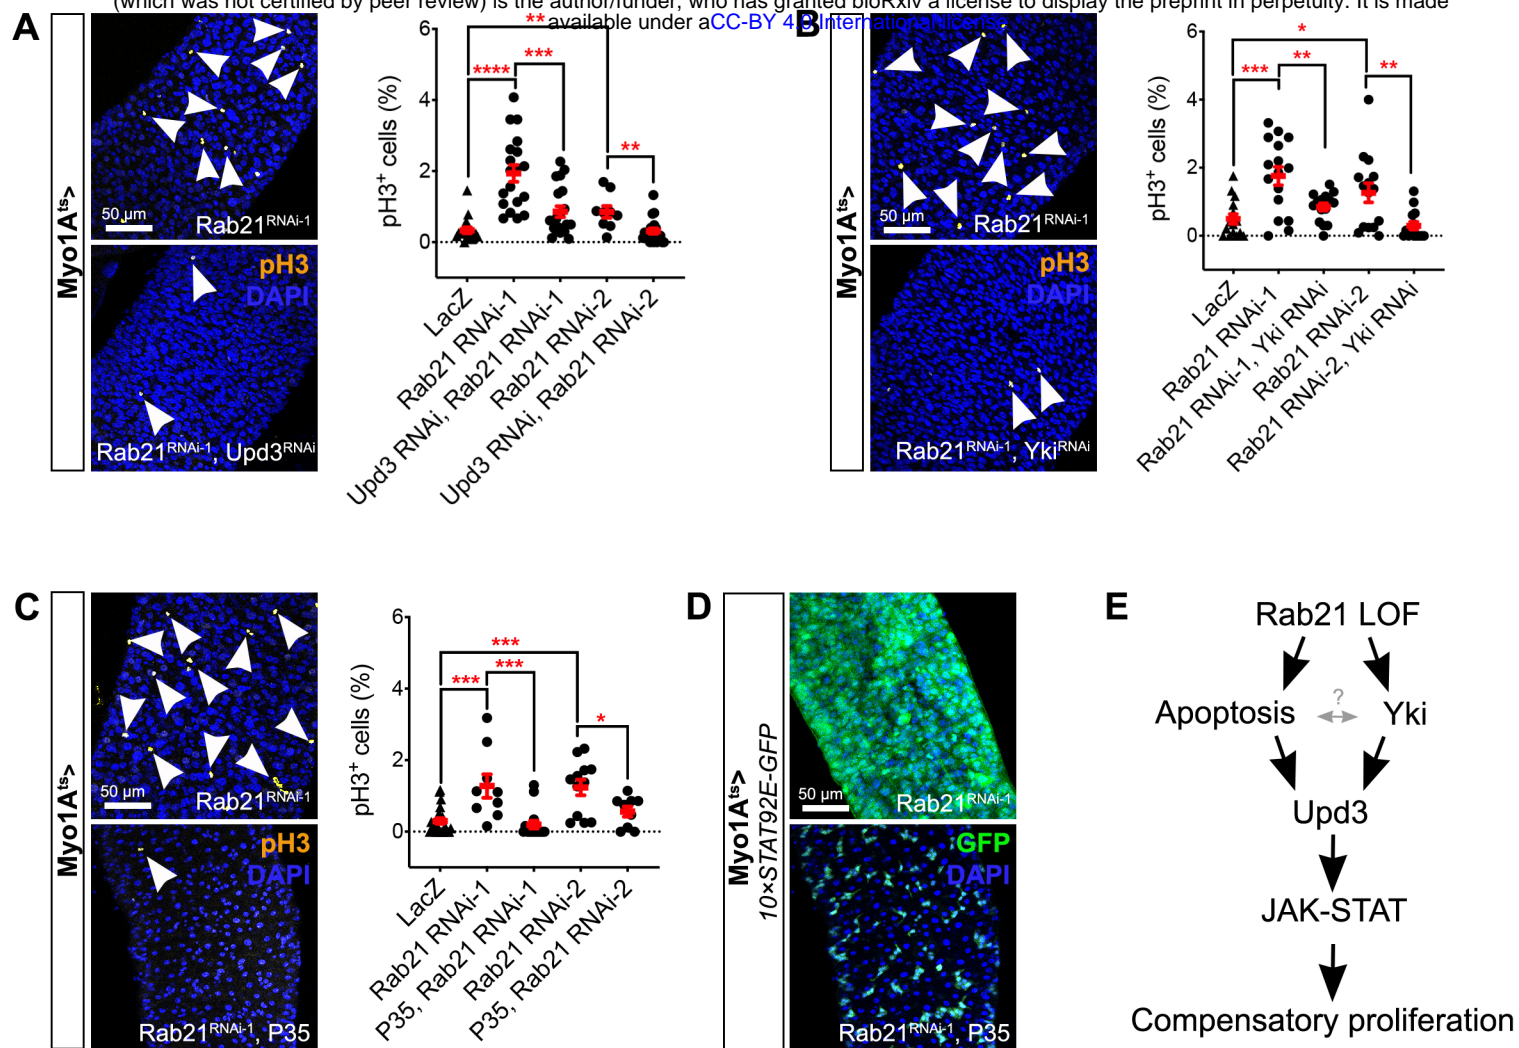 (which was not certified by peer review) is the author/funder, who has granted bioRxiv a license to display the preprint in perpetuity. It is made
available under aCC-BY 4.0 International license.
A
Myo1Ats>
50 µm
Rab21RNAi-1
pH3
DAPI
Rab21RNAi-1, Upd3RNAi
pH3+ cells (%)
6
4
2
0
**
****
***
**
LacZ
Rab21 RNAi-1
Upd3 RNAi, Rab21 RNAi-1
Rab21 RNAi-2
Upd3 RNAi, Rab21 RNAi-2
B
Myo1Ats>
50 µm
Rab21RNAi-1
pH3
DAPI
Rab21RNAi-1, YkiRNAi
pH3+ cells (%)
6
4
2
0
*
***
**
**
LacZ
Rab21 RNAi-1
Rab21 RNAi-1, Yki RNAi
Rab21 RNAi-2
Rab21 RNAi-2, Yki RNAi
C
Myo1Ats>
50 µm
Rab21RNAi-1
pH3
DAPI
Rab21RNAi-1, P35
pH3+ cells (%)
6
4
2
0
***
***
***
*
LacZ
Rab21 RNAi-1
P35, Rab21 RNAi-1
Rab21 RNAi-2
P35, Rab21 RNAi-2
D
Myo1Ats>
10×STAT92E-GFP
50 µm
Rab21RNAi-1
GFP
DAPI
Rab21RNAi-1, P35
E
Rab21 LOF
Apoptosis
?
Yki
Upd3
JAK-STAT
Compensatory proliferation